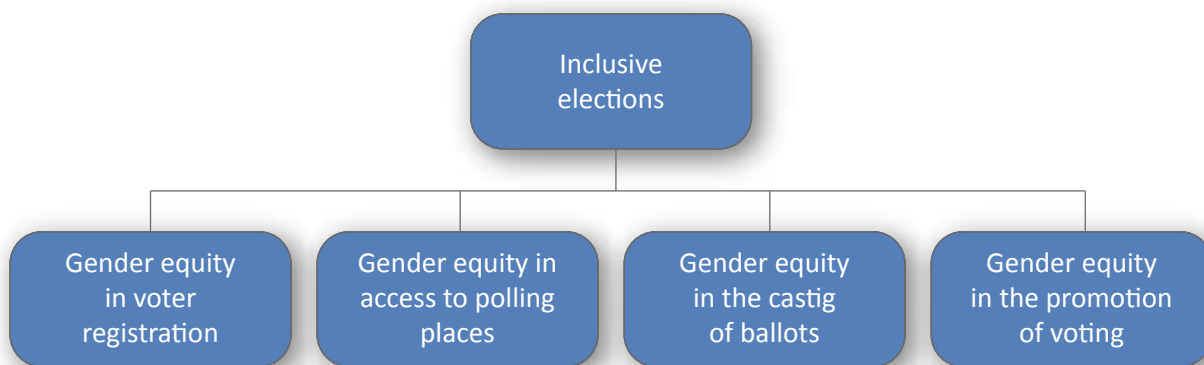 Inclusive
elections
Gender equity
in voter
registration
Gender equity in
access to polling
places
Gender equity
in the castig
of ballots
Gender equity
in the promotion
of voting